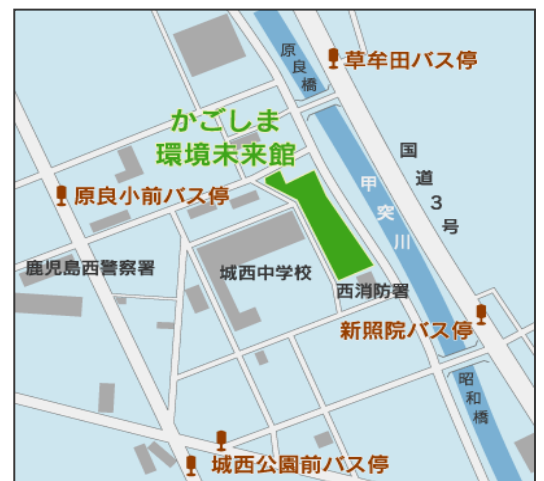 原良橋
草牟田バス停
かごしま
環境未来館
国道3号
甲突川
原良小前バス停
鹿児島西警察署
城西中学校
西消防署
新照院バス停
昭和橋
城西公園前バス停